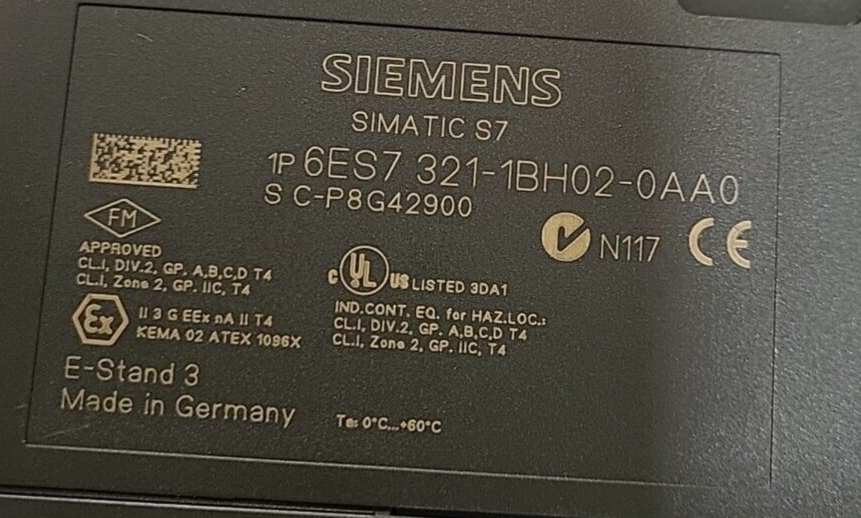 SIEMENS
SIMATIC S7
1P 6ES7 321-1BH02-0AA0
S C-P8G42900
FM
APPROVED
CL.I, DIV.2, GP. A,B,C,D T4
CL.I, Zone 2, GP. IIC, T4
N117 CE
C UL US LISTED 3DA1
IND.CONT. EQ. for HAZ.LOC.:
CL.I, DIV.2, GP. A,B,C,D T4
CL.I, Zone 2, GP. IIC, T4
Ex II 3 G EEx nA II T4
KEMA 02 ATEX 1096X
E-Stand 3
Made in Germany
Ta: 0°C...+60°C